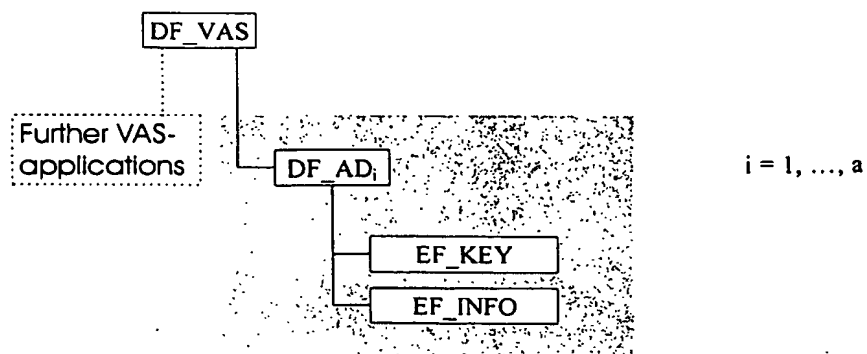 DF_VAS
Further VAS-
applications
DF_ADi
i = 1, ..., a
EF_KEY
EF_INFO